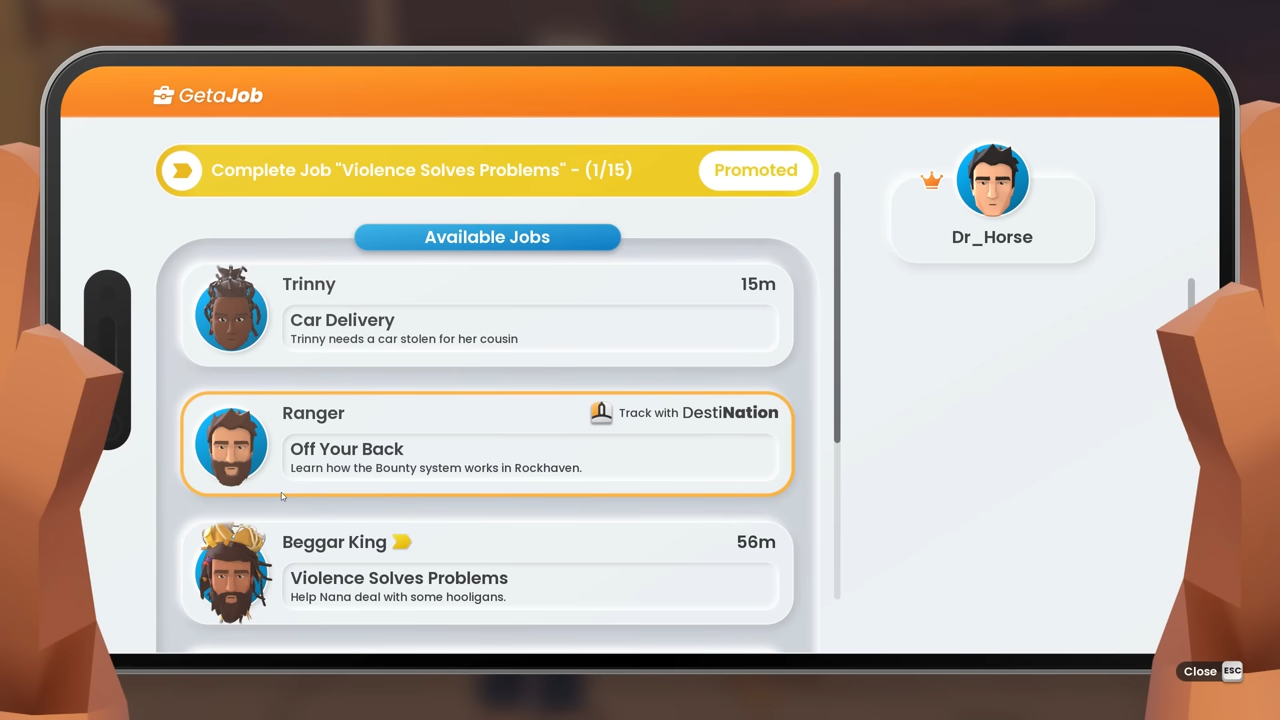 GetaJob
Complete Job "Violence Solves Problems" - (1/15)
Promoted
Available Jobs
Trinny
15m
Car Delivery
Trinny needs a car stolen for her cousin
Ranger
Track with DestiNation
Off Your Back
Learn how the Bounty system works in Rockhaven.
Beggar King
56m
Violence Solves Problems
Help Nana deal with some hooligans.
Dr_Horse
Close ESC